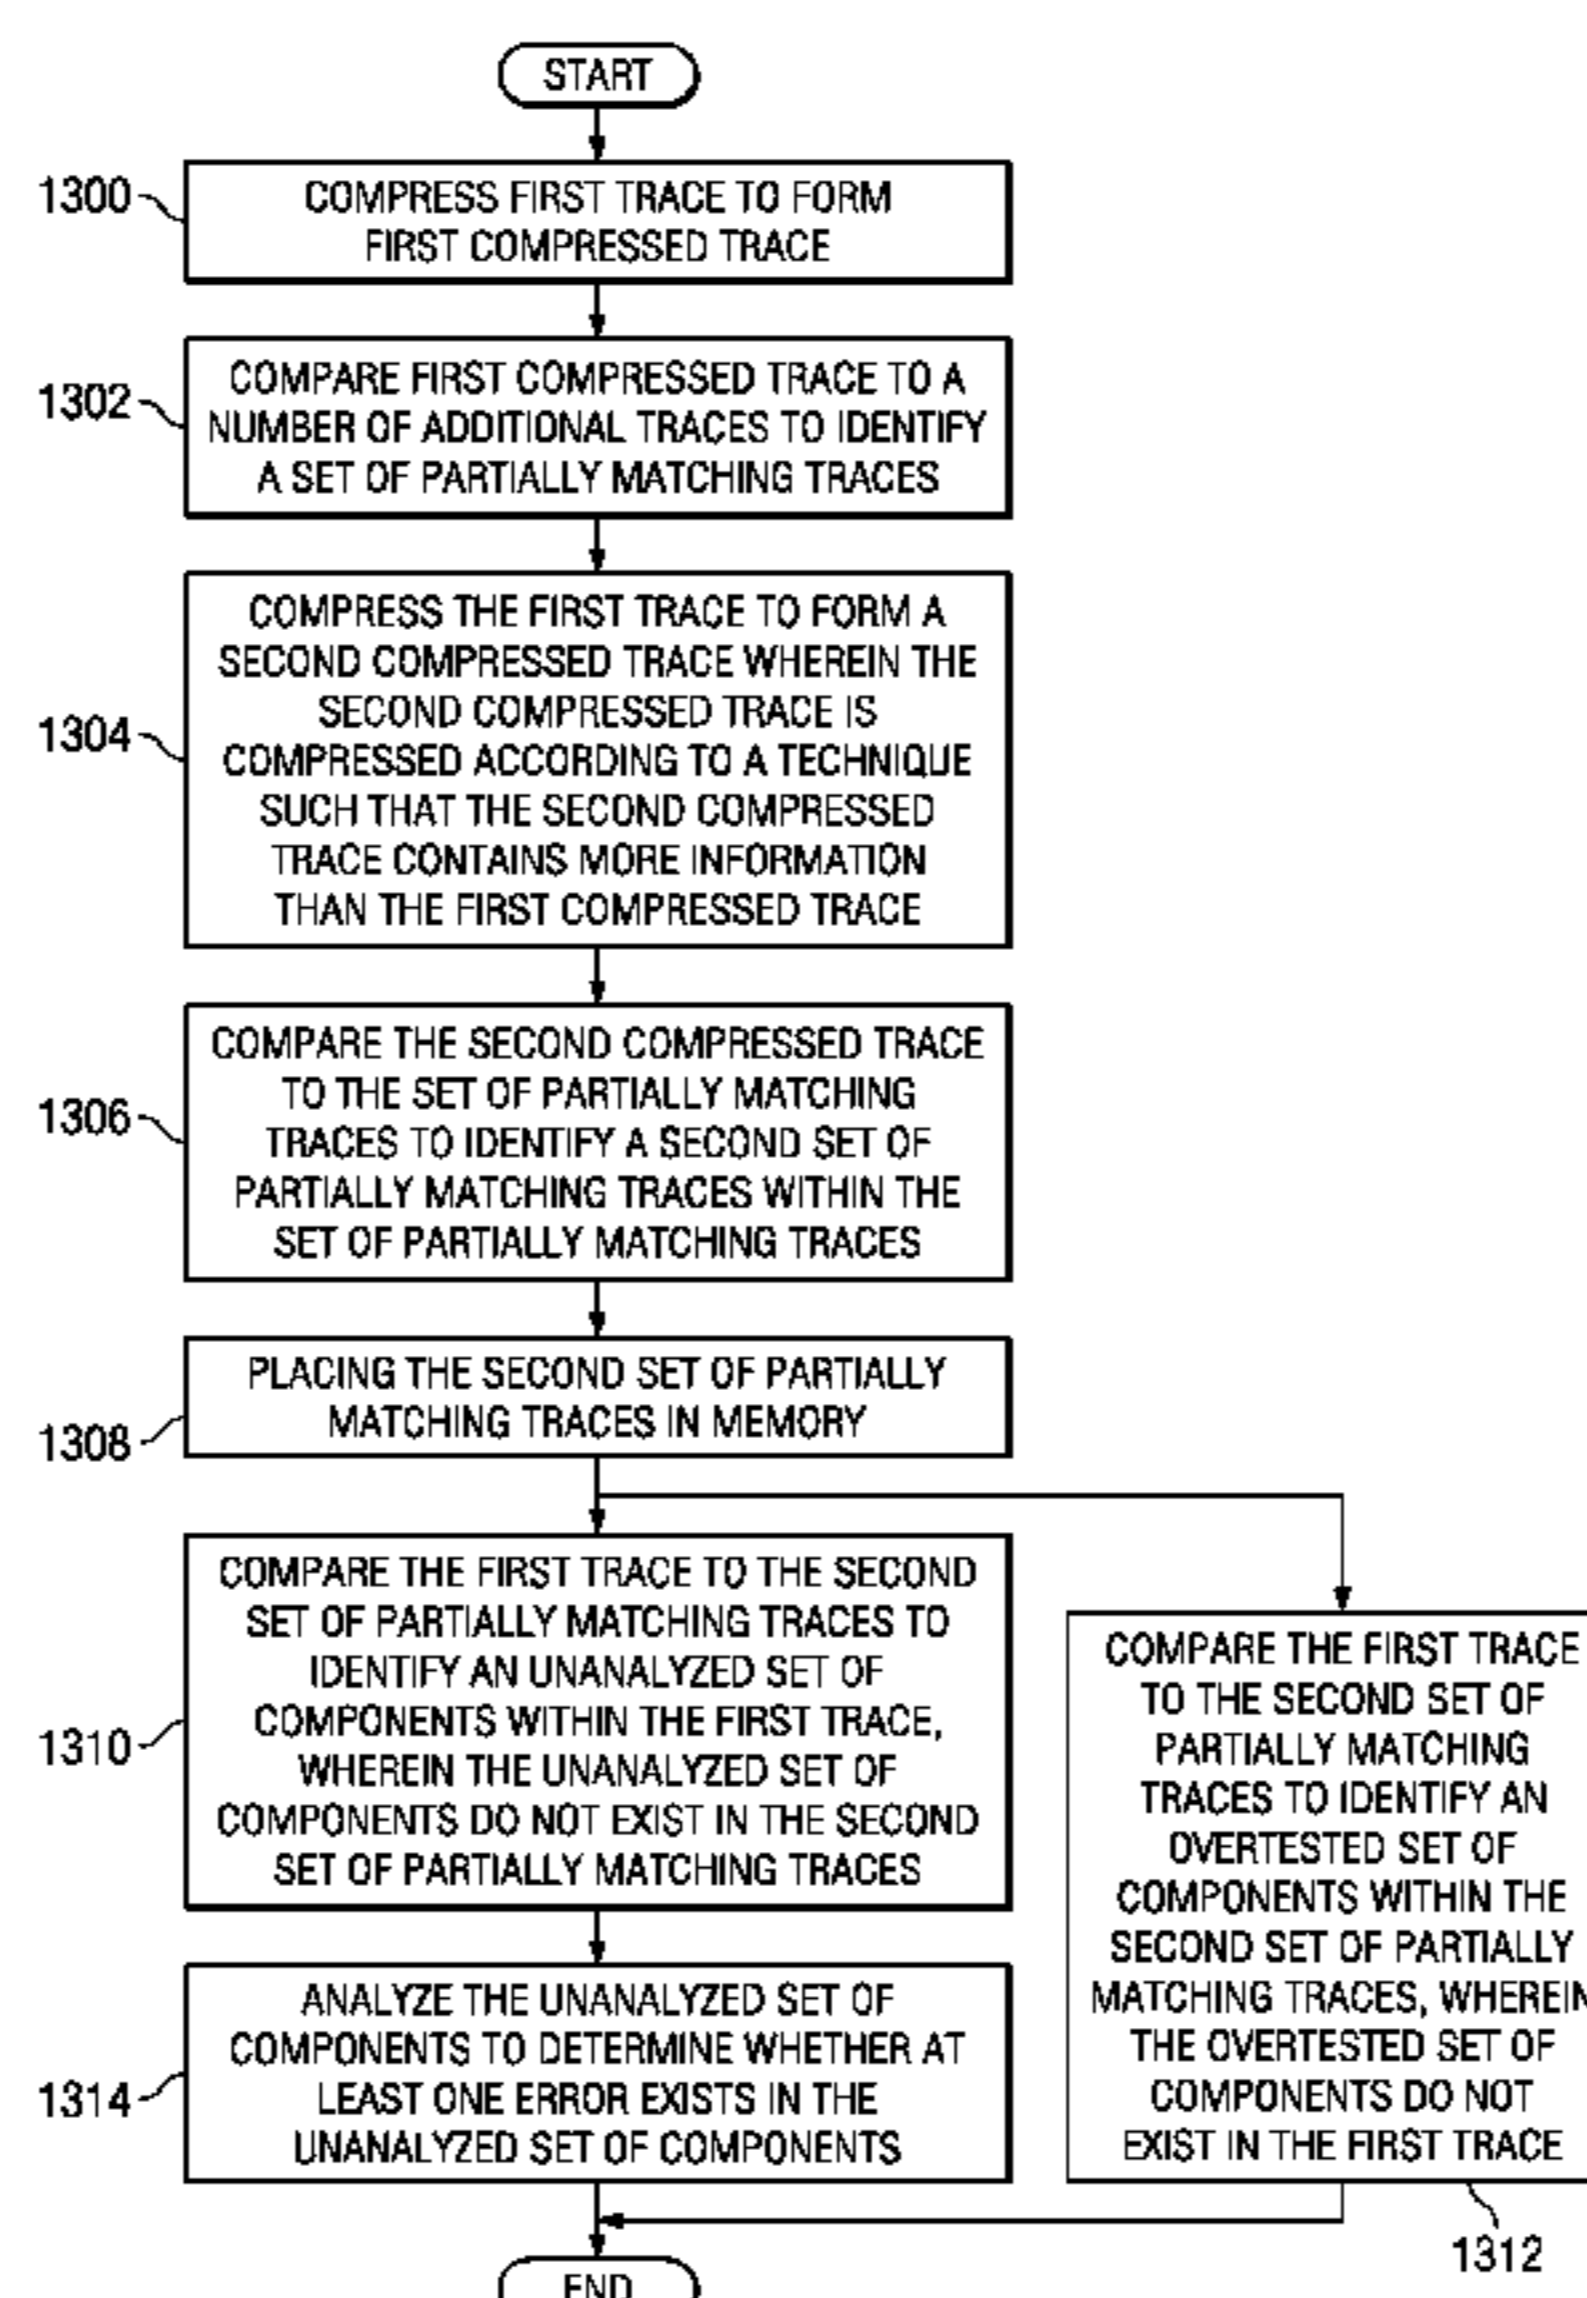 START
1300
COMPRESS FIRST TRACE TO FORM
FIRST COMPRESSED TRACE
1302
COMPARE FIRST COMPRESSED TRACE TO A
NUMBER OF ADDITIONAL TRACES TO IDENTIFY
A SET OF PARTIALLY MATCHING TRACES
1304
COMPRESS THE FIRST TRACE TO FORM A
SECOND COMPRESSED TRACE WHEREIN THE
SECOND COMPRESSED TRACE IS
COMPRESSED ACCORDING TO A TECHNIQUE
SUCH THAT THE SECOND COMPRESSED
TRACE CONTAINS MORE INFORMATION
THAN THE FIRST COMPRESSED TRACE
1306
COMPARE THE SECOND COMPRESSED TRACE
TO THE SET OF PARTIALLY MATCHING
TRACES TO IDENTIFY A SECOND SET OF
PARTIALLY MATCHING TRACES WITHIN THE
SET OF PARTIALLY MATCHING TRACES
1308
PLACING THE SECOND SET OF PARTIALLY
MATCHING TRACES IN MEMORY
1310
COMPARE THE FIRST TRACE TO THE SECOND
SET OF PARTIALLY MATCHING TRACES TO
IDENTIFY AN UNANALYZED SET OF
COMPONENTS WITHIN THE FIRST TRACE,
WHEREIN THE UNANALYZED SET OF
COMPONENTS DO NOT EXIST IN THE SECOND
SET OF PARTIALLY MATCHING TRACES
COMPARE THE FIRST TRACE
TO THE SECOND SET OF
PARTIALLY MATCHING
TRACES TO IDENTIFY AN
OVERTESTED SET OF
COMPONENTS WITHIN THE
SECOND SET OF PARTIALLY
MATCHING TRACES, WHEREIN
THE OVERTESTED SET OF
COMPONENTS DO NOT
EXIST IN THE FIRST TRACE
1312
1314
ANALYZE THE UNANALYZED SET OF
COMPONENTS TO DETERMINE WHETHER AT
LEAST ONE ERROR EXISTS IN THE
UNANALYZED SET OF COMPONENTS
END